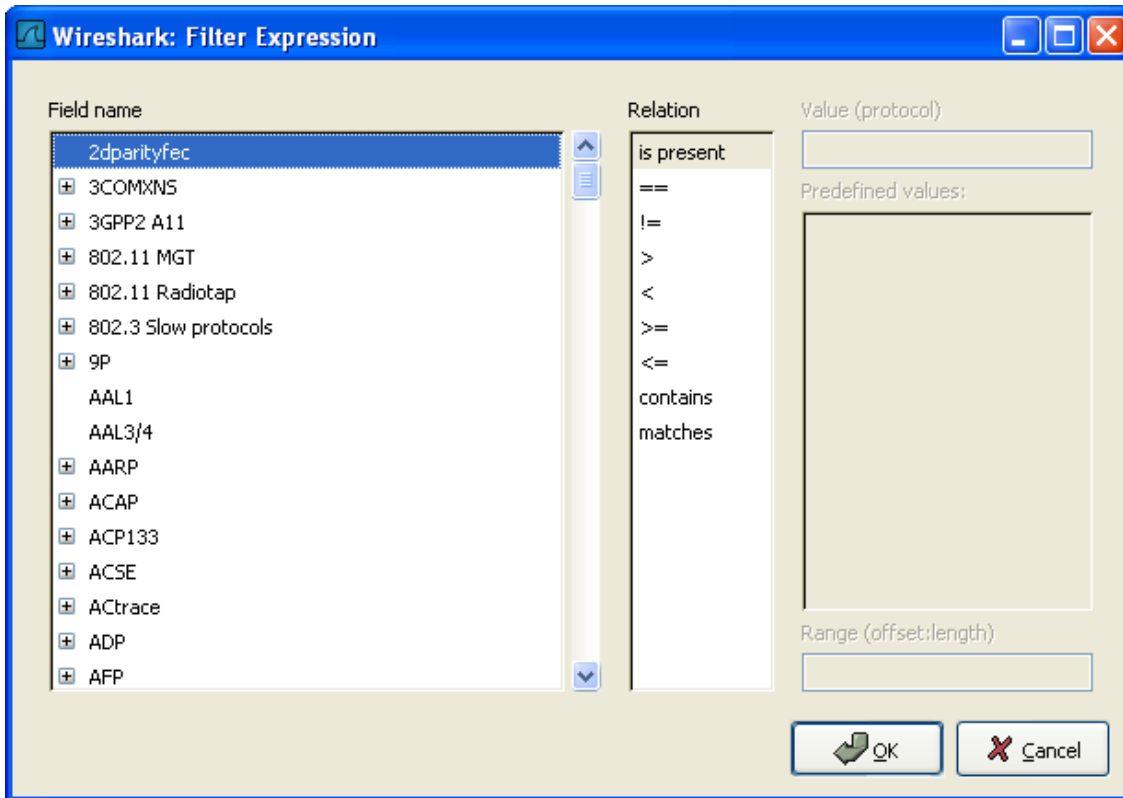 Wireshark: Filter Expression
Field name
2dparityfec
3COMXNS
3GPP2 A11
802.11 MGT
802.11 Radiotap
802.3 Slow protocols
9P
AAL1
AAL3/4
AARP
ACAP
ACP133
ACSE
ACtrace
ADP
AFP
Relation
is present
==
!=
>
<
>=
<=
contains
matches
Value (protocol)
Predefined values:
Range (offset:length)
OK
Cancel